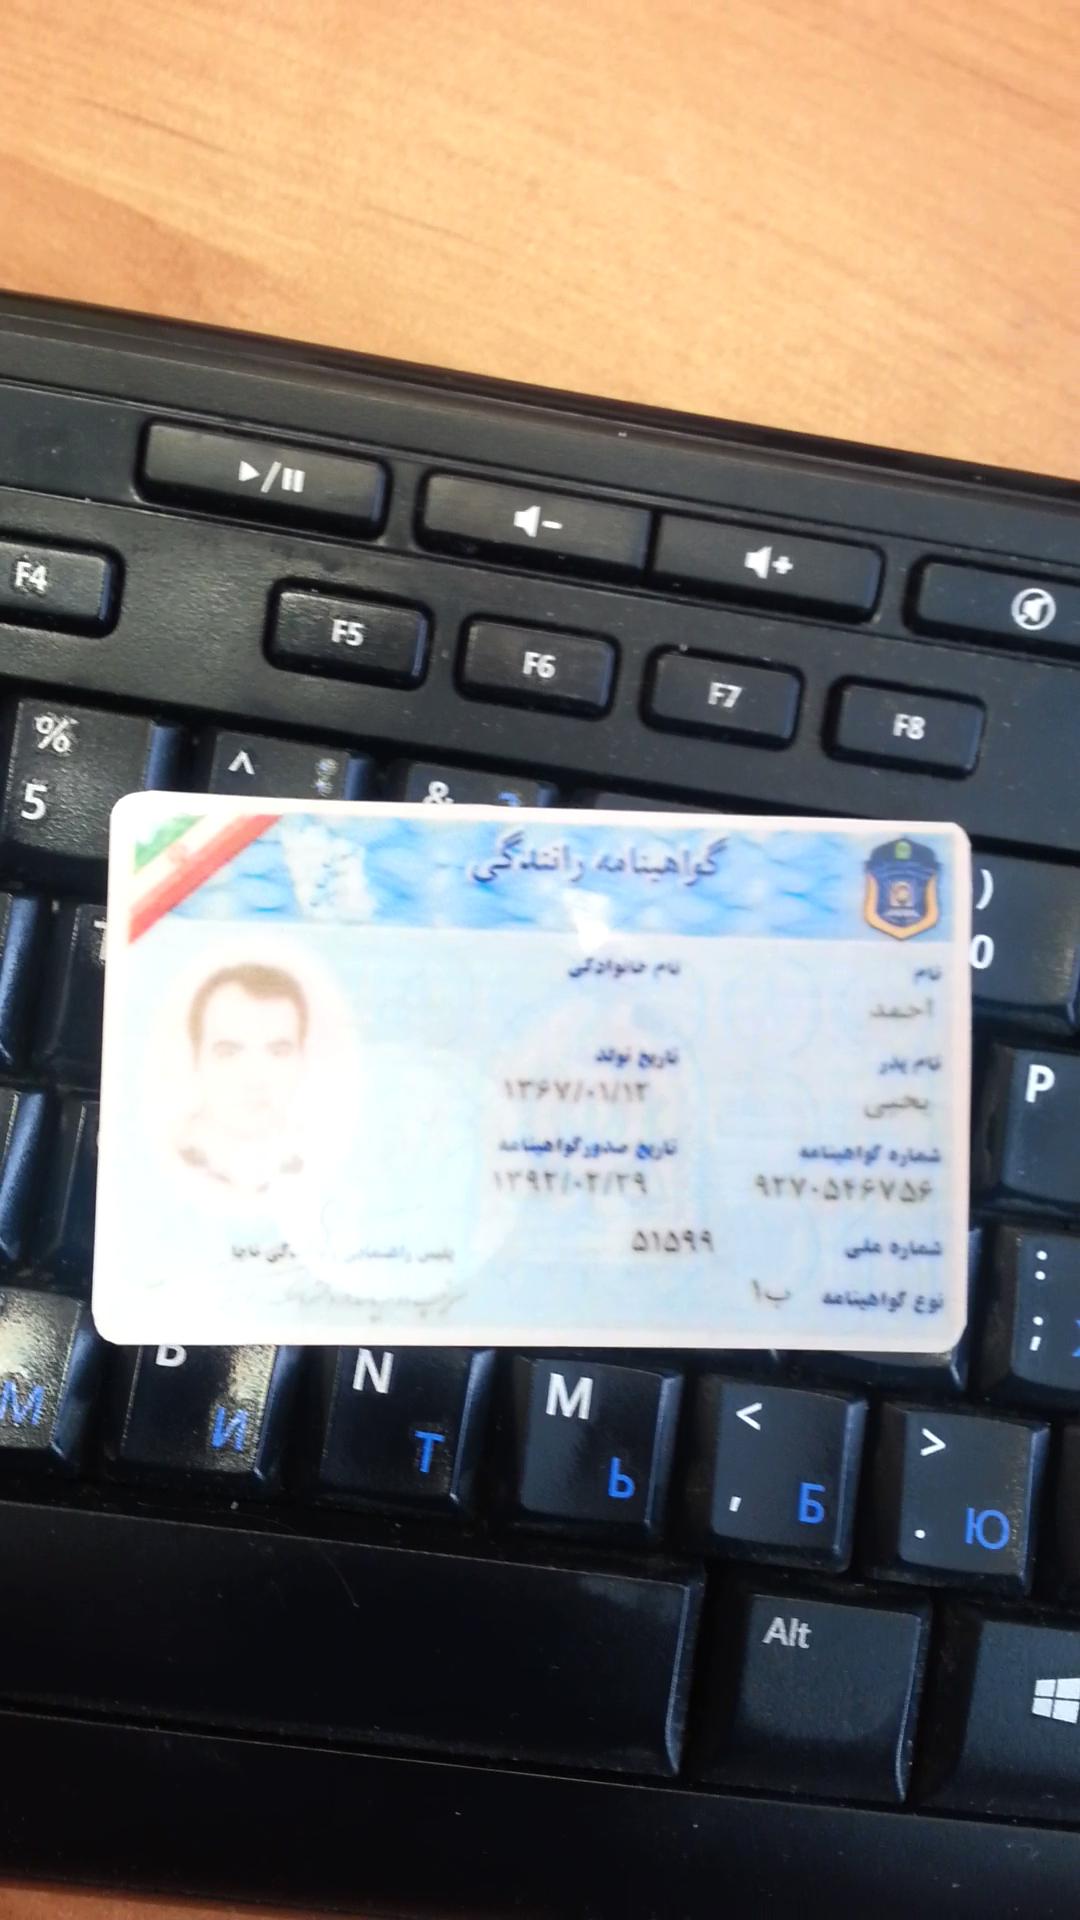 F4
F5
F6
F7
F8
%
5
^
&
)
0
گواهینامه رانندگی
نام
نام خانوادگی
احمد
نام پدر
تاریخ تولد
یحیی
۱۳۶۷/۰۱/۱۲
شماره گواهینامه
تاریخ صدور گواهینامه
۹۲۷۰۵۴۶۷۵۶
۱۳۹۲/۰۲/۲۹
شماره ملی
۵۱۵۹۹
پلیس راهنمایی
ناجا
نوع گواهینامه
ب۱
P
:
;
М
B
И
N
Т
M
Ь
<
,
Б
>
.
Ю
Alt